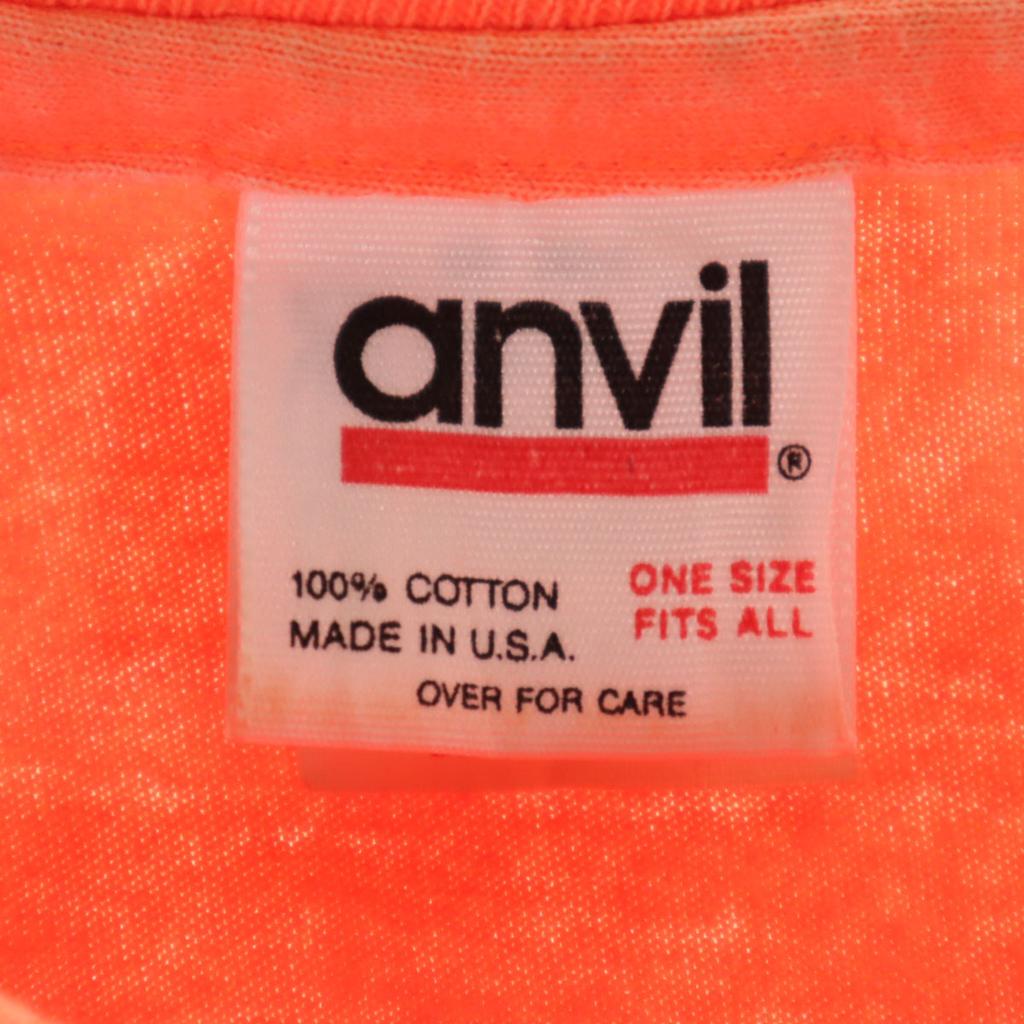 anvil
®
100% COTTON
MADE IN U.S.A.
ONE SIZE
FITS ALL
OVER FOR CARE